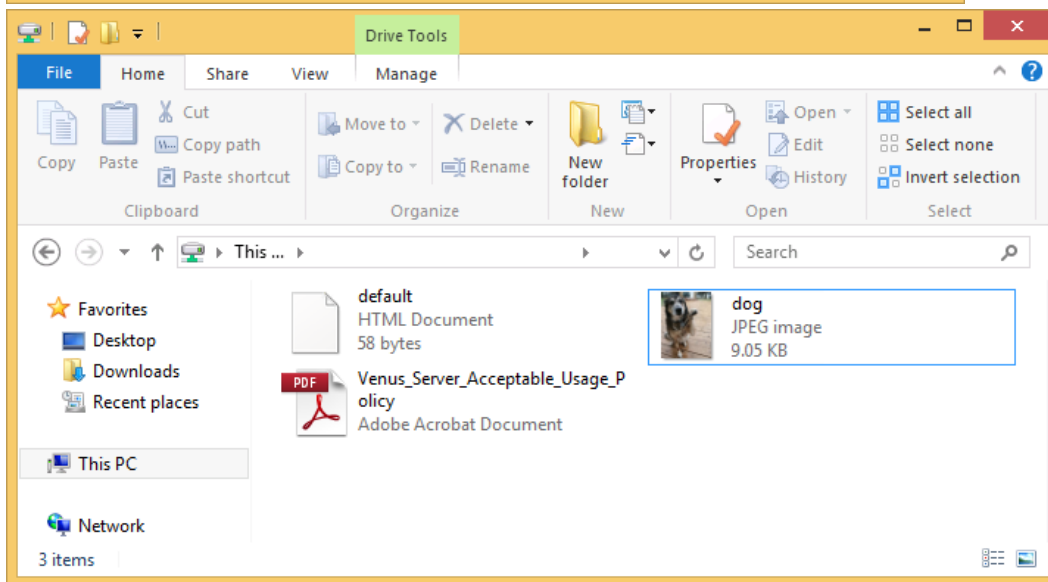 Drive Tools
File Home Share View Manage
Copy
Paste
Cut
Copy path
Paste shortcut
Clipboard
Move to
Copy to
Delete
Rename
Organize
New
folder
New
Properties
Open
Edit
History
Open
Select all
Select none
Invert selection
Select
This ...
Search
Favorites
Desktop
Downloads
Recent places
This PC
Network
default
HTML Document
58 bytes
dog
JPEG image
9.05 KB
PDF
Venus_Server_Acceptable_Usage_P
olicy
Adobe Acrobat Document
3 items